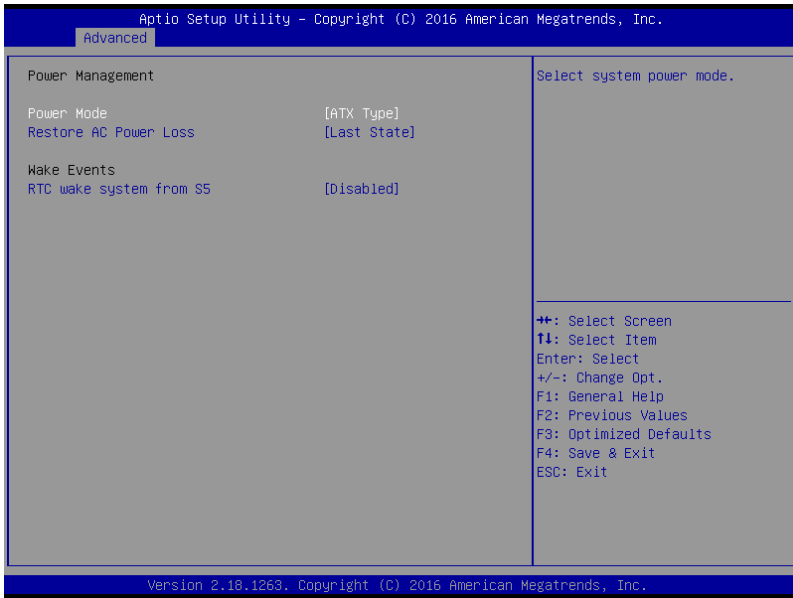 Aptio Setup Utility – Copyright (C) 2016 American Megatrends, Inc.
Advanced
Power Management
Power Mode [ATX Type]
Restore AC Power Loss [Last State]
Wake Events
RTC wake system from S5 [Disabled]
Select system power mode.
→←: Select Screen
↑↓: Select Item
Enter: Select
+/-: Change Opt.
F1: General Help
F2: Previous Values
F3: Optimized Defaults
F4: Save & Exit
ESC: Exit
Version 2.18.1263. Copyright (C) 2016 American Megatrends, Inc.